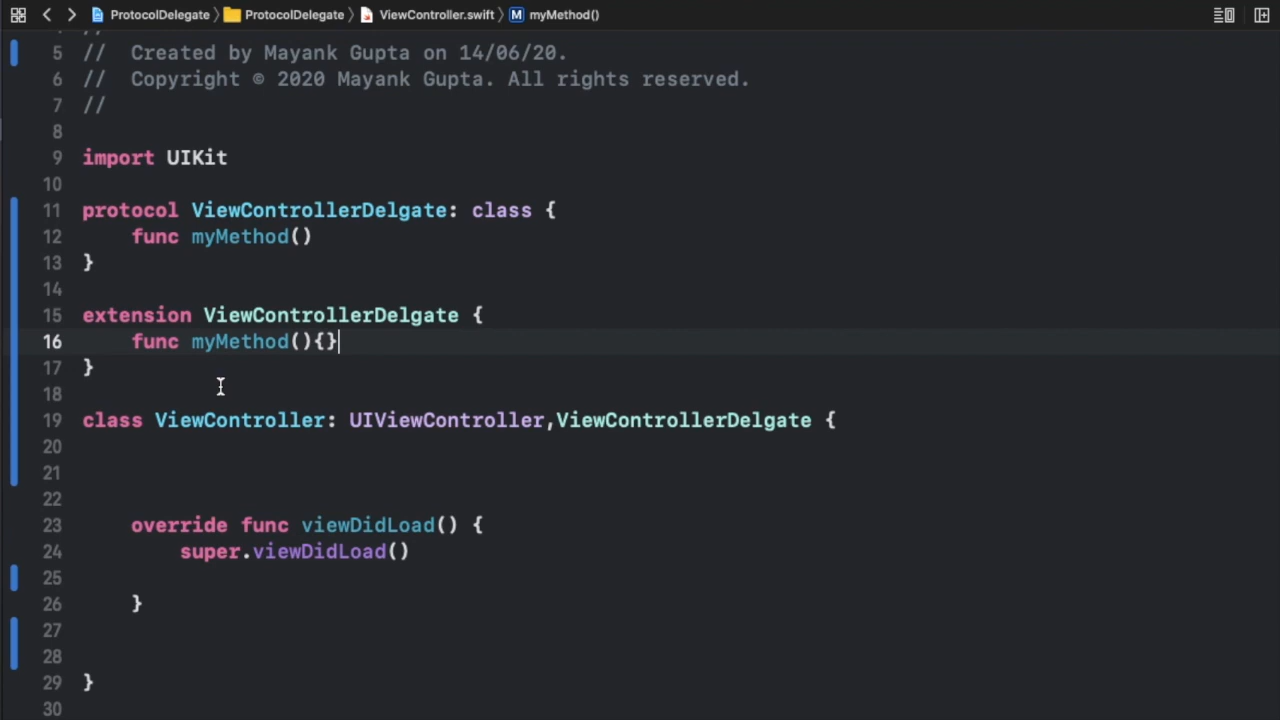 ProtocolDelegate 〉 ProtocolDelegate 〉 ViewController.swift 〉 M myMethod()
5 // Created by Mayank Gupta on 14/06/20.
6 // Copyright © 2020 Mayank Gupta. All rights reserved.
7 //
8
9 import UIKit
10
11 protocol ViewControllerDelgate: class {
12 func myMethod()
13 }
14
15 extension ViewControllerDelgate {
16 func myMethod(){}
17 }
18
19 class ViewController: UIViewController,ViewControllerDelgate {
20
21
22
23 override func viewDidLoad() {
24 super.viewDidLoad()
25
26 }
27
28
29 }
30